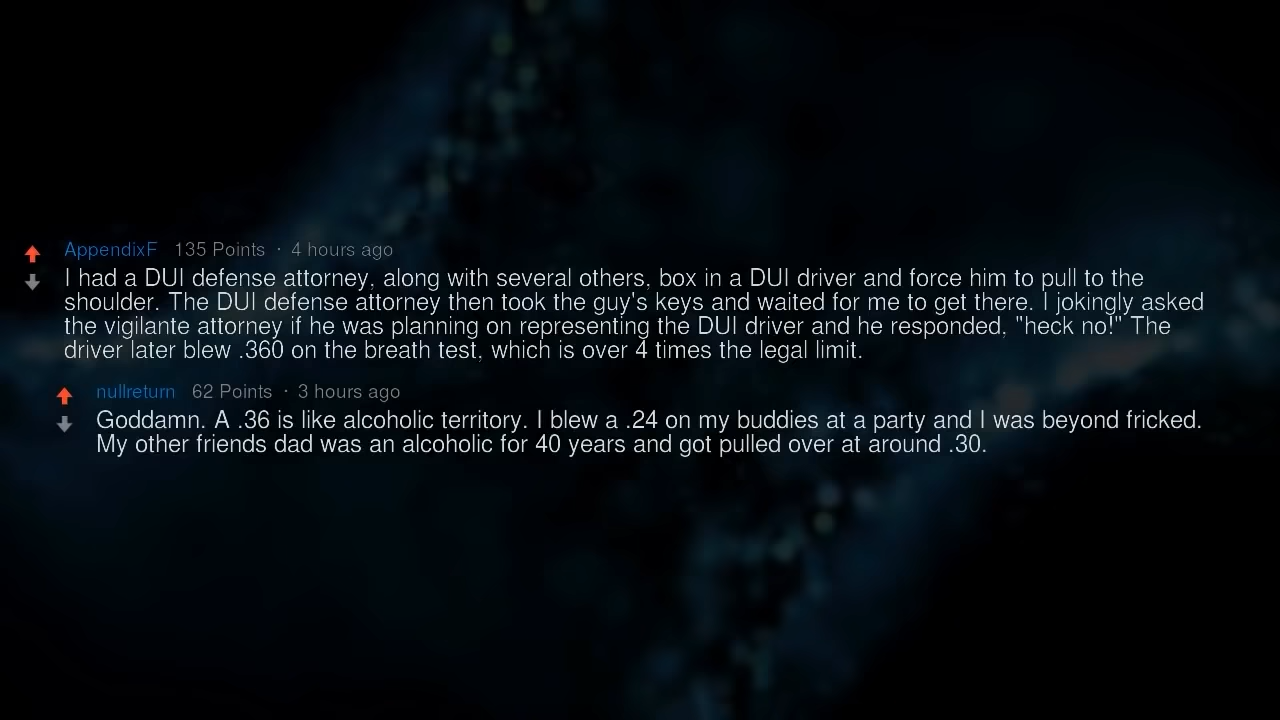 AppendixF 135 Points · 4 hours ago
I had a DUI defense attorney, along with several others, box in a DUI driver and force him to pull to the
shoulder. The DUI defense attorney then took the guy's keys and waited for me to get there. I jokingly asked
the vigilante attorney if he was planning on representing the DUI driver and he responded, "heck no!" The
driver later blew .360 on the breath test, which is over 4 times the legal limit.
nullreturn 62 Points · 3 hours ago
Goddamn. A .36 is like alcoholic territory. I blew a .24 on my buddies at a party and I was beyond fricked.
My other friends dad was an alcoholic for 40 years and got pulled over at around .30.